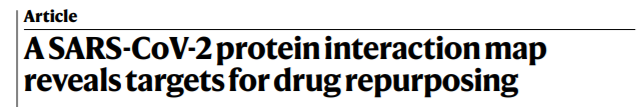 Article
A SARS-CoV-2 protein interaction map
reveals targets for drug repurposing